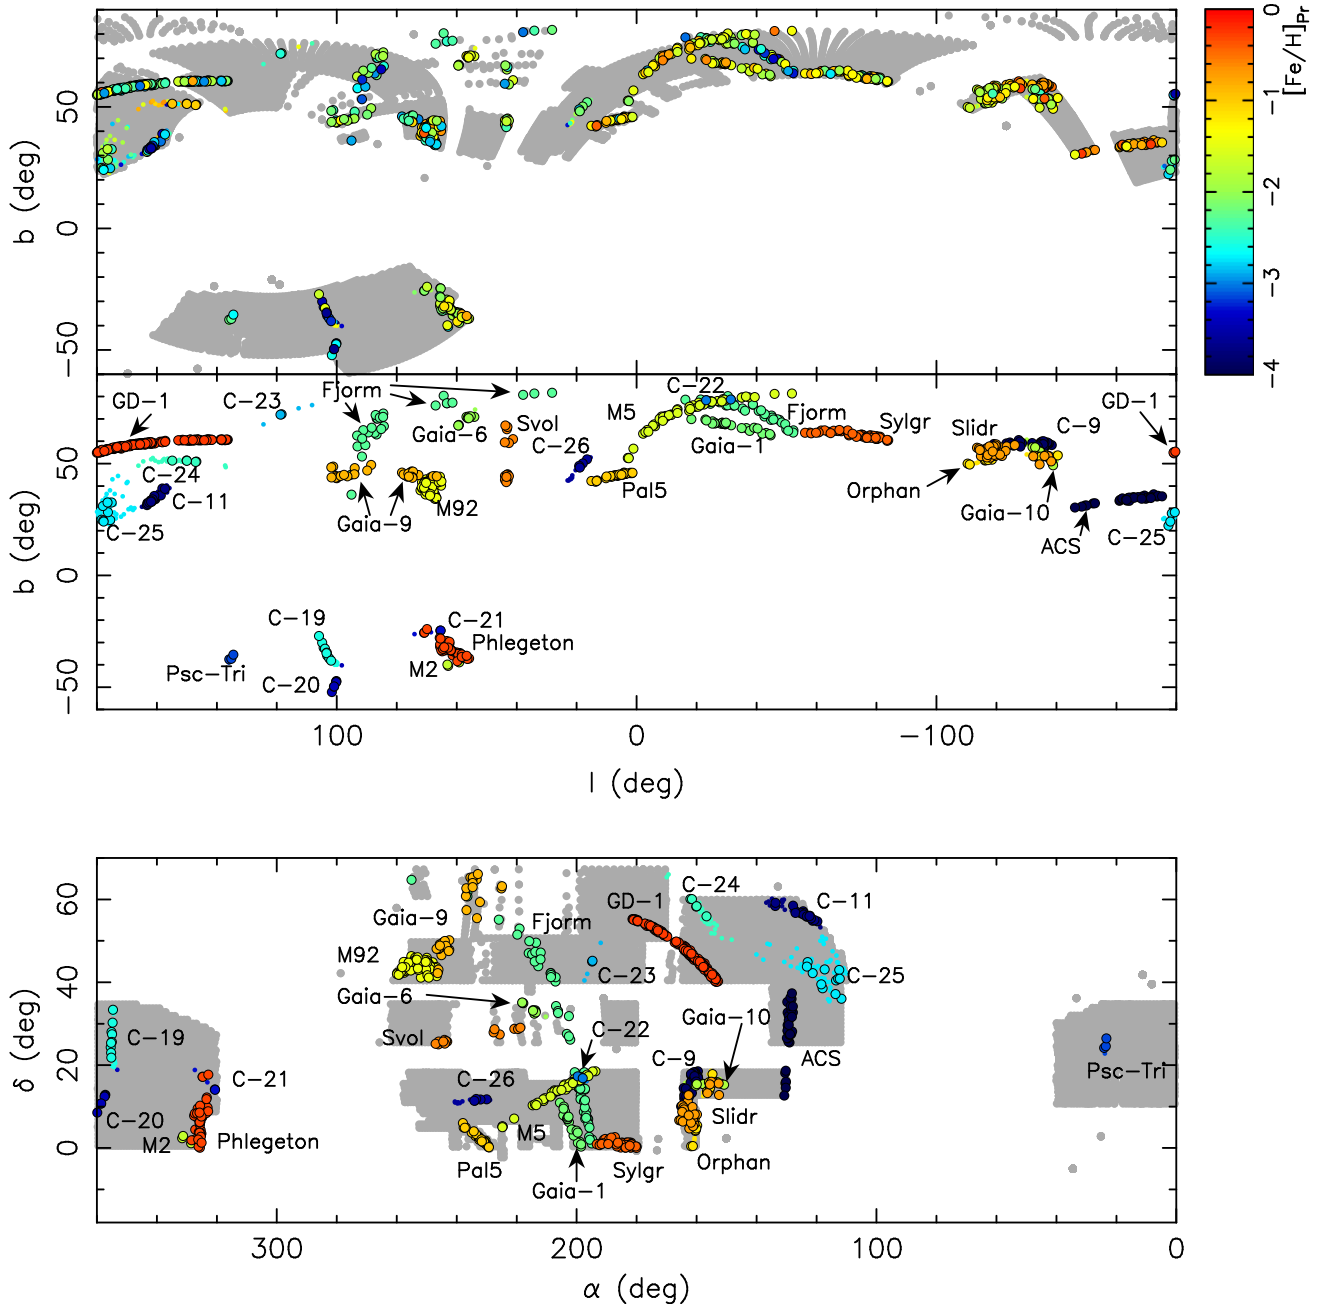 0
−1
−2
−3
−4
[Fe/H]Pr
50
0
−50
b (deg)
GD−1
C−23
Fjorm
Gaia−6
Svol
C−26
M5
C−22
Fjorm
Gaia−1
Sylgr
Slidr
C−9
GD−1
C−24
C−11
C−25
Gaia−9
M92
Pal5
Orphan
Gaia−10
ACS
C−25
C−19
C−21
Phlegeton
Psc−Tri
C−20
M2
50
0
−50
b (deg)
100
0
−100
l (deg)
60
40
20
0
δ (deg)
Gaia−9
Fjorm
GD−1
C−24
C−11
M92
C−23
C−25
Gaia−6
Svol
C−22
Gaia−10
C−19
C−21
C−26
C−9
ACS
Psc−Tri
C−20
M2
Phlegeton
M5
Slidr
Pal5
Gaia−1
Sylgr
Orphan
300
200
100
0
α (deg)